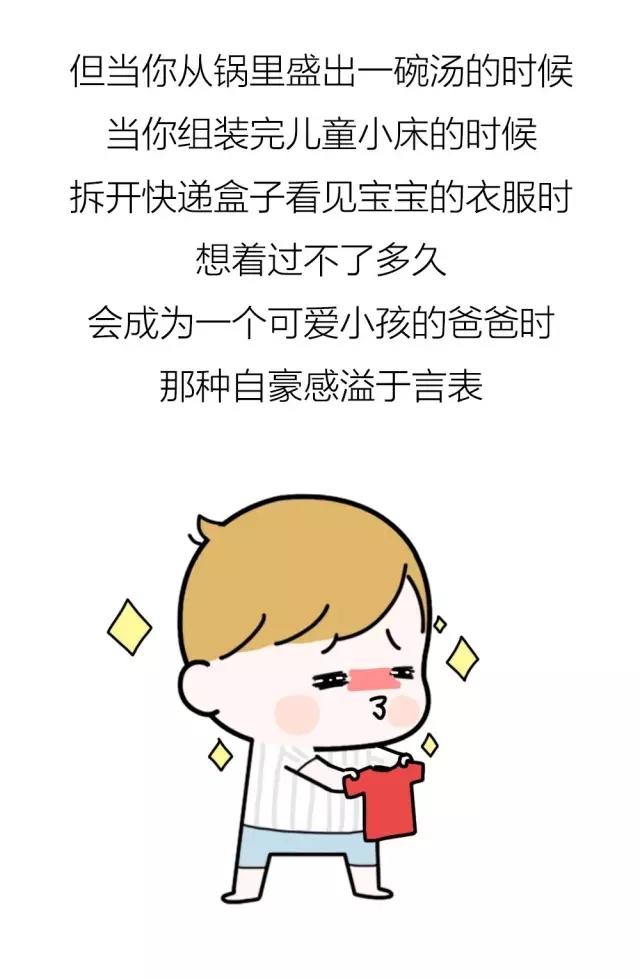 但当你从锅里盛出一碗汤的时候
当你组装完儿童小床的时候
拆开快递盒子看见宝宝的衣服时
想着过不了多久
会成为一个可爱小孩的爸爸时
那种自豪感溢于言表